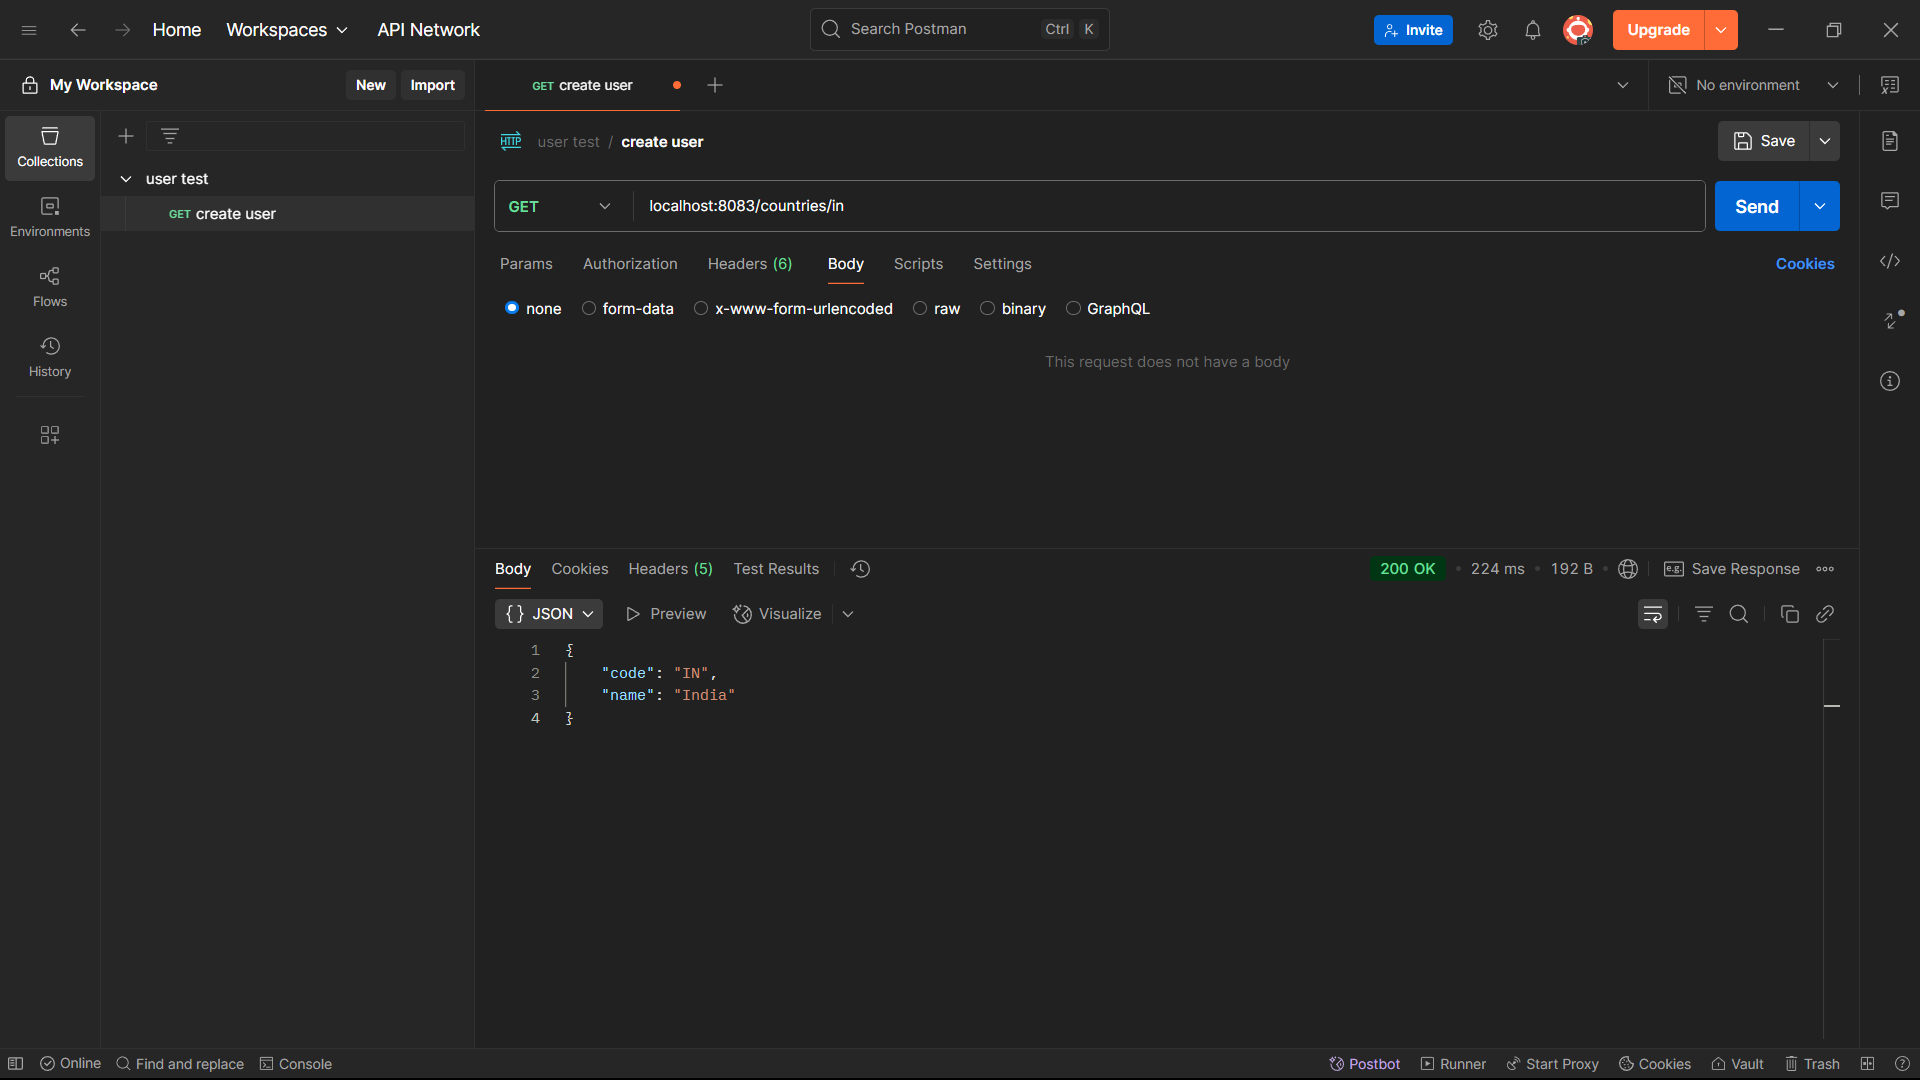 Home Workspaces API Network Search Postman Ctrl K Invite Upgrade
My Workspace New Import GET create user No environment
Collections
Environments
Flows
History
user test
GET create user
HTTP user test / create user Save
GET localhost:8083/countries/in Send
Params Authorization Headers (6) Body Scripts Settings Cookies
none form-data x-www-form-urlencoded raw binary GraphQL
This request does not have a body
Body Cookies Headers (5) Test Results 200 OK • 224 ms • 192 B • e.g. Save Response
{} JSON Preview Visualize
1 {
2 "code": "IN",
3 "name": "India"
4 }
Online Find and replace Console Postbot Runner Start Proxy Cookies Vault Trash